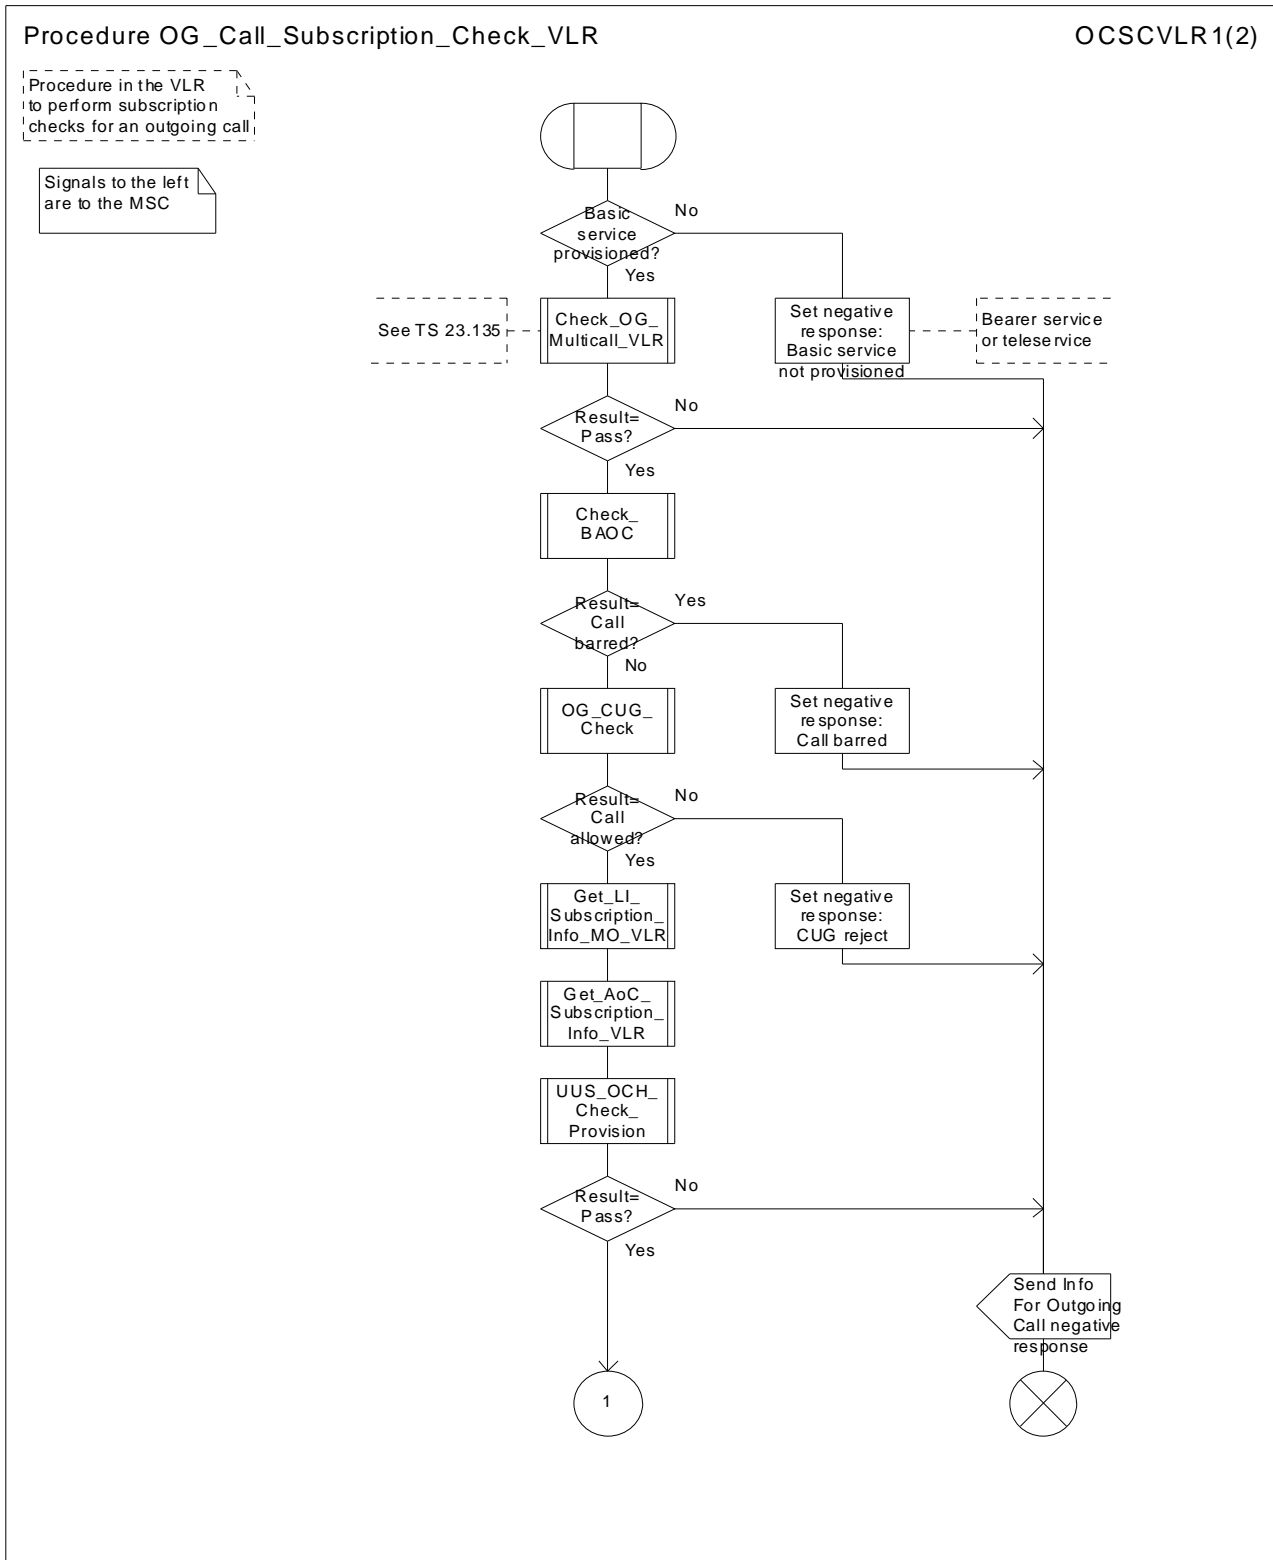 Procedure OG_Call_Subscription_Check_VLR
OCSCVLR1(2)
Procedure in the VLR
to perform subscription
checks for an outgoing call
Signals to the left
are to the MSC
Basic
service
provisioned?
No
Yes
See TS 23.135
Check_OG_
Multicall_VLR
Set negative
response:
Basic service
not provisioned
Bearer service
or teleservice
Result=
Pass?
No
Yes
Check_
BAOC
Result=
Call
barred?
Yes
No
OG_CUG_
Check
Set negative
response:
Call barred
Result=
Call
allowed?
No
Yes
Get_LI_
Subscription_
Info_MO_VLR
Set negative
response:
CUG reject
Get_AoC_
Subscription_
Info_VLR
UUS_OCH_
Check_
Provision
Result=
Pass?
No
Yes
Send Info
For Outgoing
Call negative
response
1